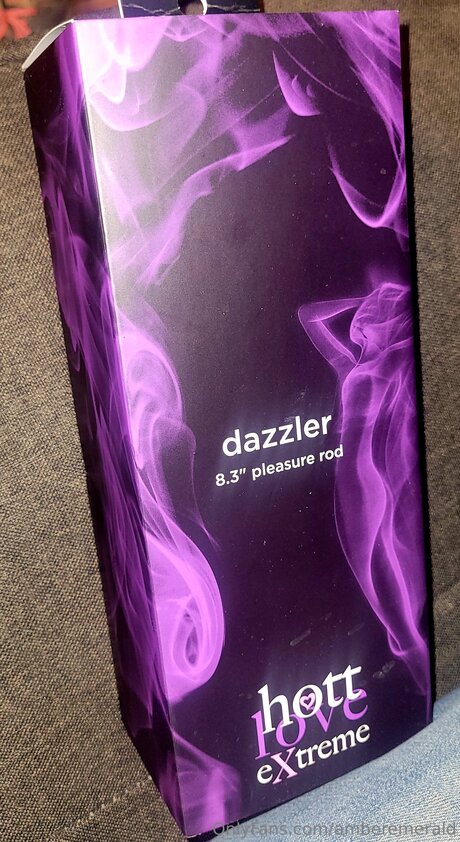 dazzler
8.3" pleasure rod
hott
love
eXtreme
onlyfans.com/amberemerald